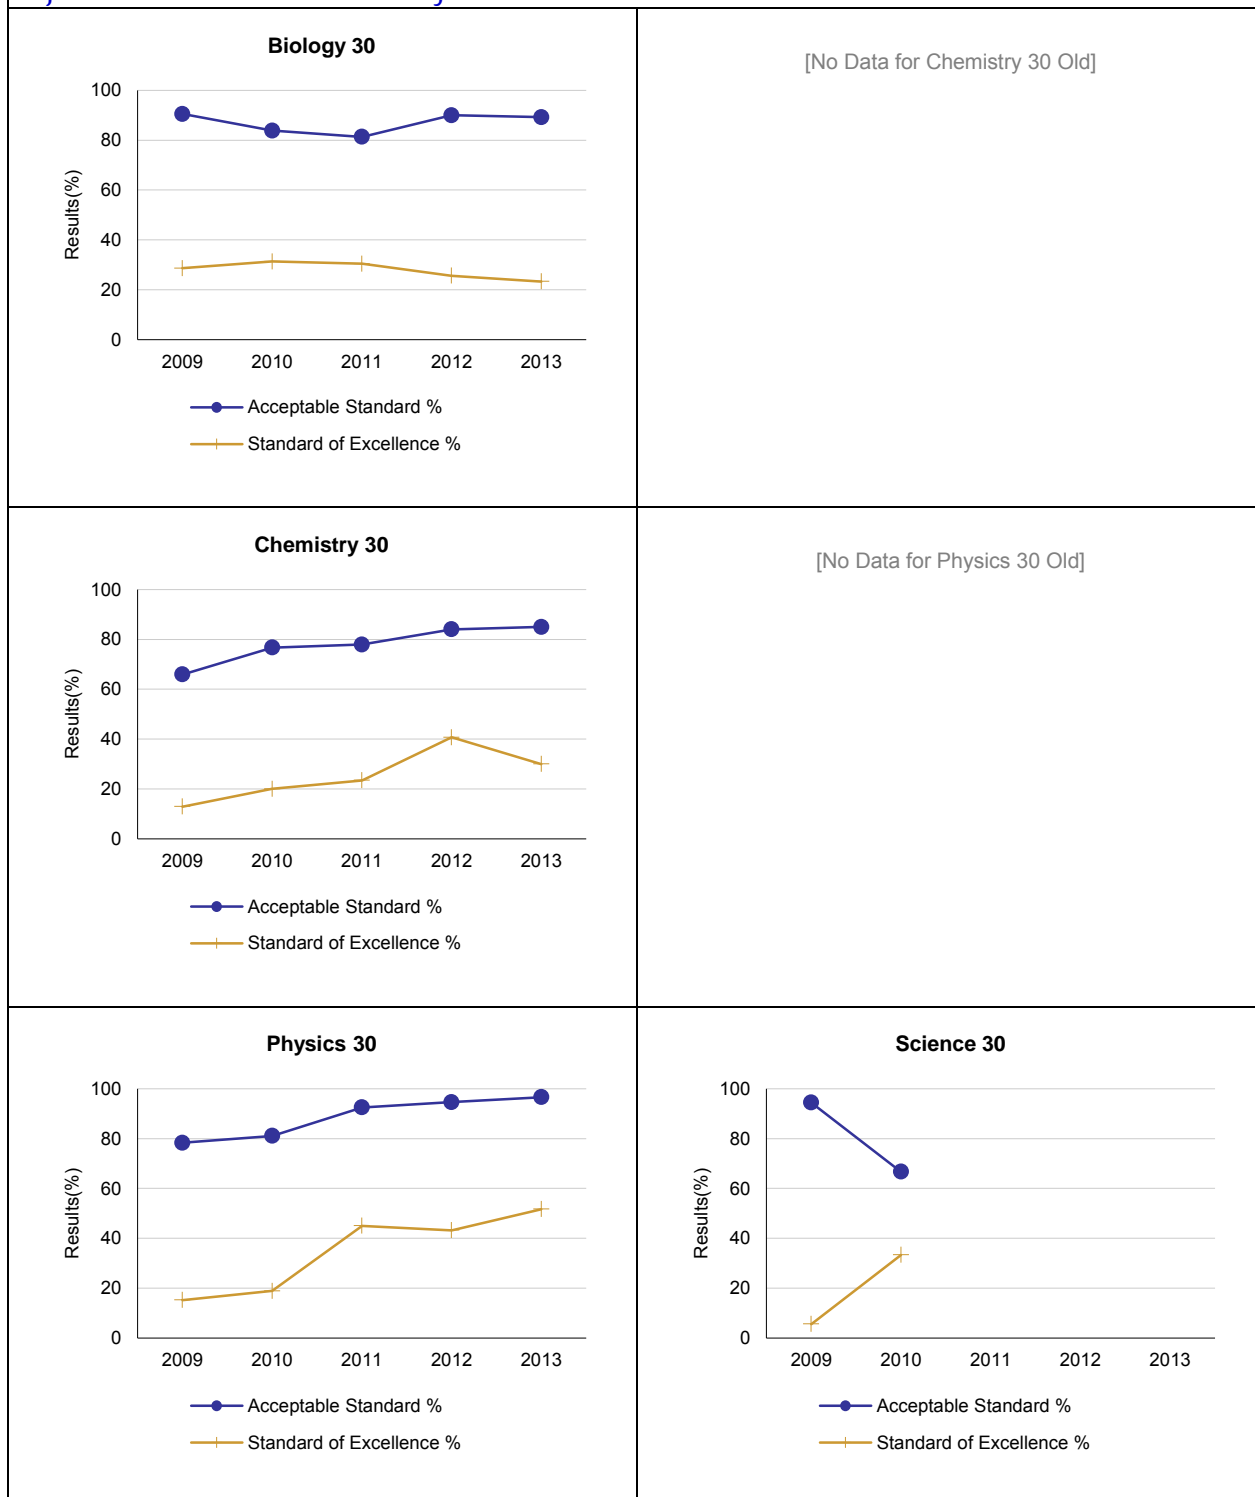 Biology 30
100
80
60
40
20
0
Results(%)
2009 2010 2011 2012 2013
Acceptable Standard %
Standard of Excellence %
[No Data for Chemistry 30 Old]
Chemistry 30
100
80
60
40
20
0
Results(%)
2009 2010 2011 2012 2013
Acceptable Standard %
Standard of Excellence %
[No Data for Physics 30 Old]
Physics 30
100
80
60
40
20
0
Results(%)
2009 2010 2011 2012 2013
Acceptable Standard %
Standard of Excellence %
Science 30
100
80
60
40
20
0
Results(%)
2009 2010 2011 2012 2013
Acceptable Standard %
Standard of Excellence %